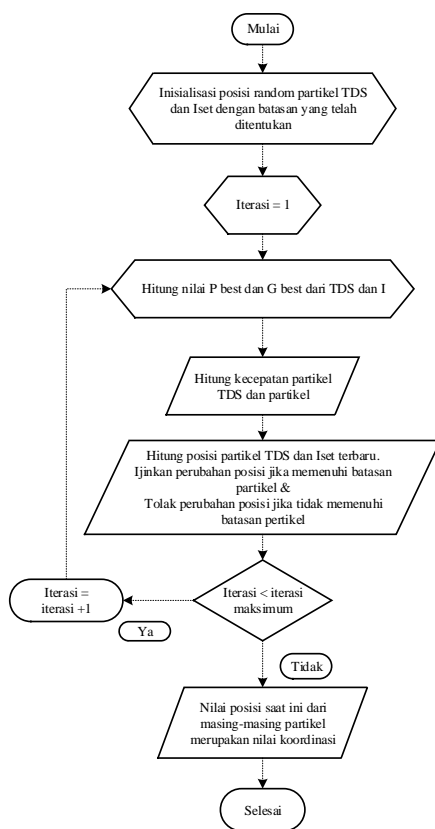 Mulai
Inisialisasi posisi random partikel TDS
dan Iset dengan batasan yang telah
ditentukan
Iterasi = 1
Hitung nilai P best dan G best dari TDS dan I
Hitung kecepatan partikel
TDS dan partikel
Hitung posisi partikel TDS dan Iset terbaru.
Ijinkan perubahan posisi jika memenuhi batasan
partikel &
Tolak perubahan posisi jika tidak memenuhi
batasan pertikel
Iterasi < iterasi
maksimum
Iterasi =
iterasi +1
Ya
Tidak
Nilai posisi saat ini dari
masing-masing partikel
merupakan nilai koordinasi
Selesai